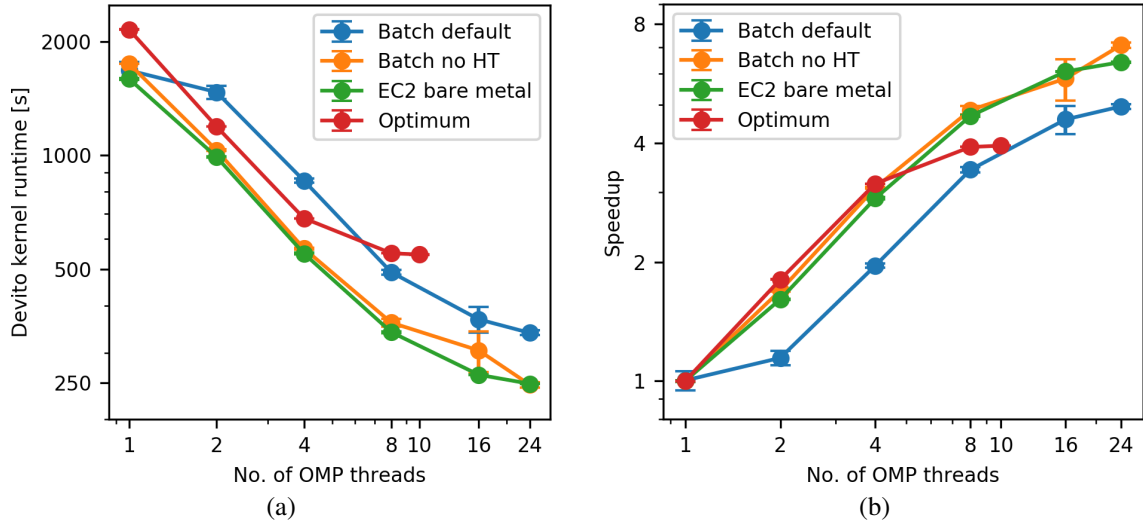 2000
1000
500
250
Devito kernel runtime [s]
Batch default
Batch no HT
EC2 bare metal
Optimum
1 2 4 8 10 16 24
No. of OMP threads
(a)
8
4
2
1
Speedup
Batch default
Batch no HT
EC2 bare metal
Optimum
1 2 4 8 10 16 24
No. of OMP threads
(b)